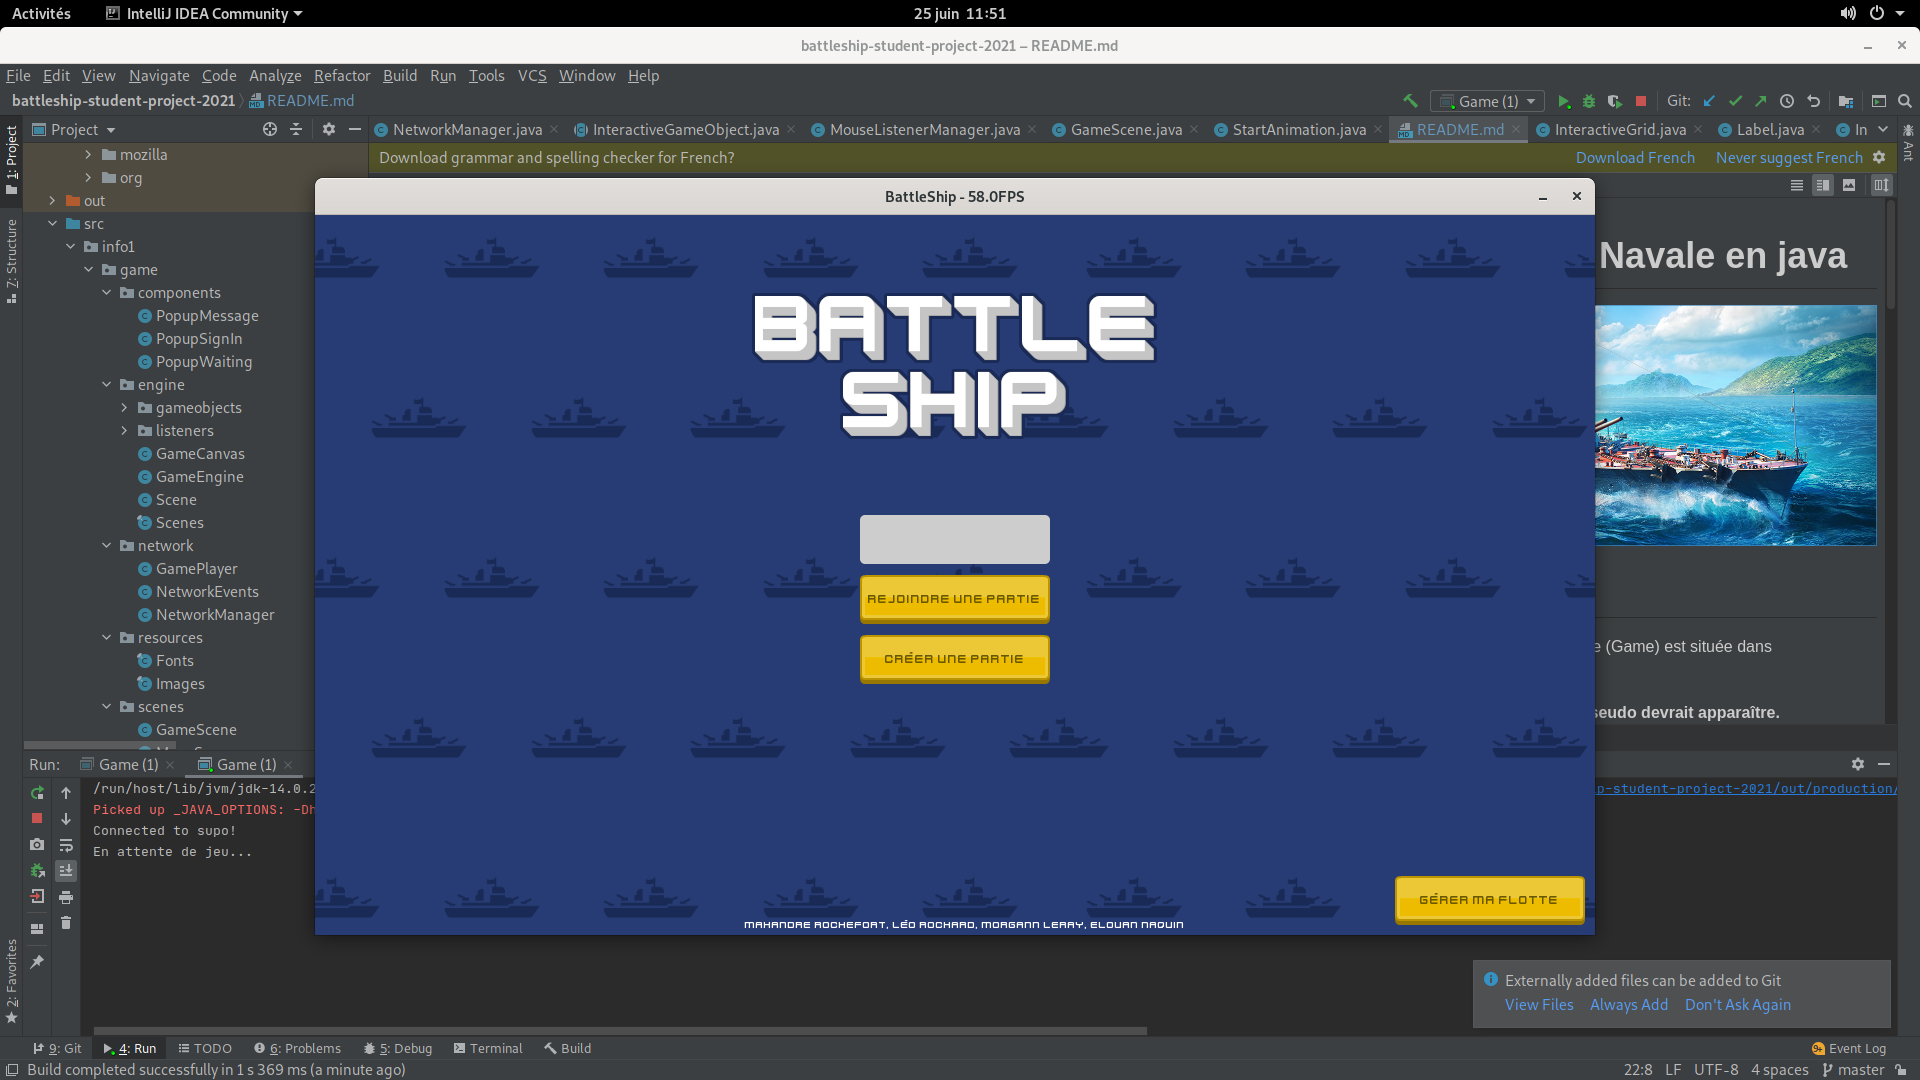 Activités IntelliJ IDEA Community 25 juin 11:51
battleship-student-project-2021 – README.md
File Edit View Navigate Code Analyze Refactor Build Run Tools VCS Window Help
battleship-student-project-2021 README.md Game (1) Git:
1: Project
7: Structure
2: Favorites
Project
NetworkManager.java InteractiveGameObject.java MouseListenerManager.java GameScene.java StartAnimation.java README.md InteractiveGrid.java Label.java In
Ant
Download grammar and spelling checker for French? Download French Never suggest French
mozilla
org
out
src
info1
game
components
PopupMessage
PopupSignIn
PopupWaiting
engine
gameobjects
listeners
GameCanvas
GameEngine
Scene
Scenes
network
GamePlayer
NetworkEvents
NetworkManager
resources
Fonts
Images
scenes
GameScene
BattleShip - 58.0FPS
BATTLE
SHIP
REJOINDRE UNE PARTIE
CRÉER UNE PARTIE
GÉRER MA FLOTTE
MAXANDRE ROCHEFORT, LÉO ROCHARD, MORGANN LERAY, ELOUAN NAQUIN
Navale en java
e (Game) est située dans
seudo devrait apparaître.
Run: Game (1) Game (1)
/run/host/lib/jvm/jdk-14.0.2
p-student-project-2021/out/production/
Picked up _JAVA_OPTIONS: -Dh
Connected to supo!
En attente de jeu...
Externally added files can be added to Git
View Files Always Add Don't Ask Again
9: Git 4: Run TODO 6: Problems 5: Debug Terminal Build 9+ Event Log
Build completed successfully in 1 s 369 ms (a minute ago) 22:8 LF UTF-8 4 spaces master